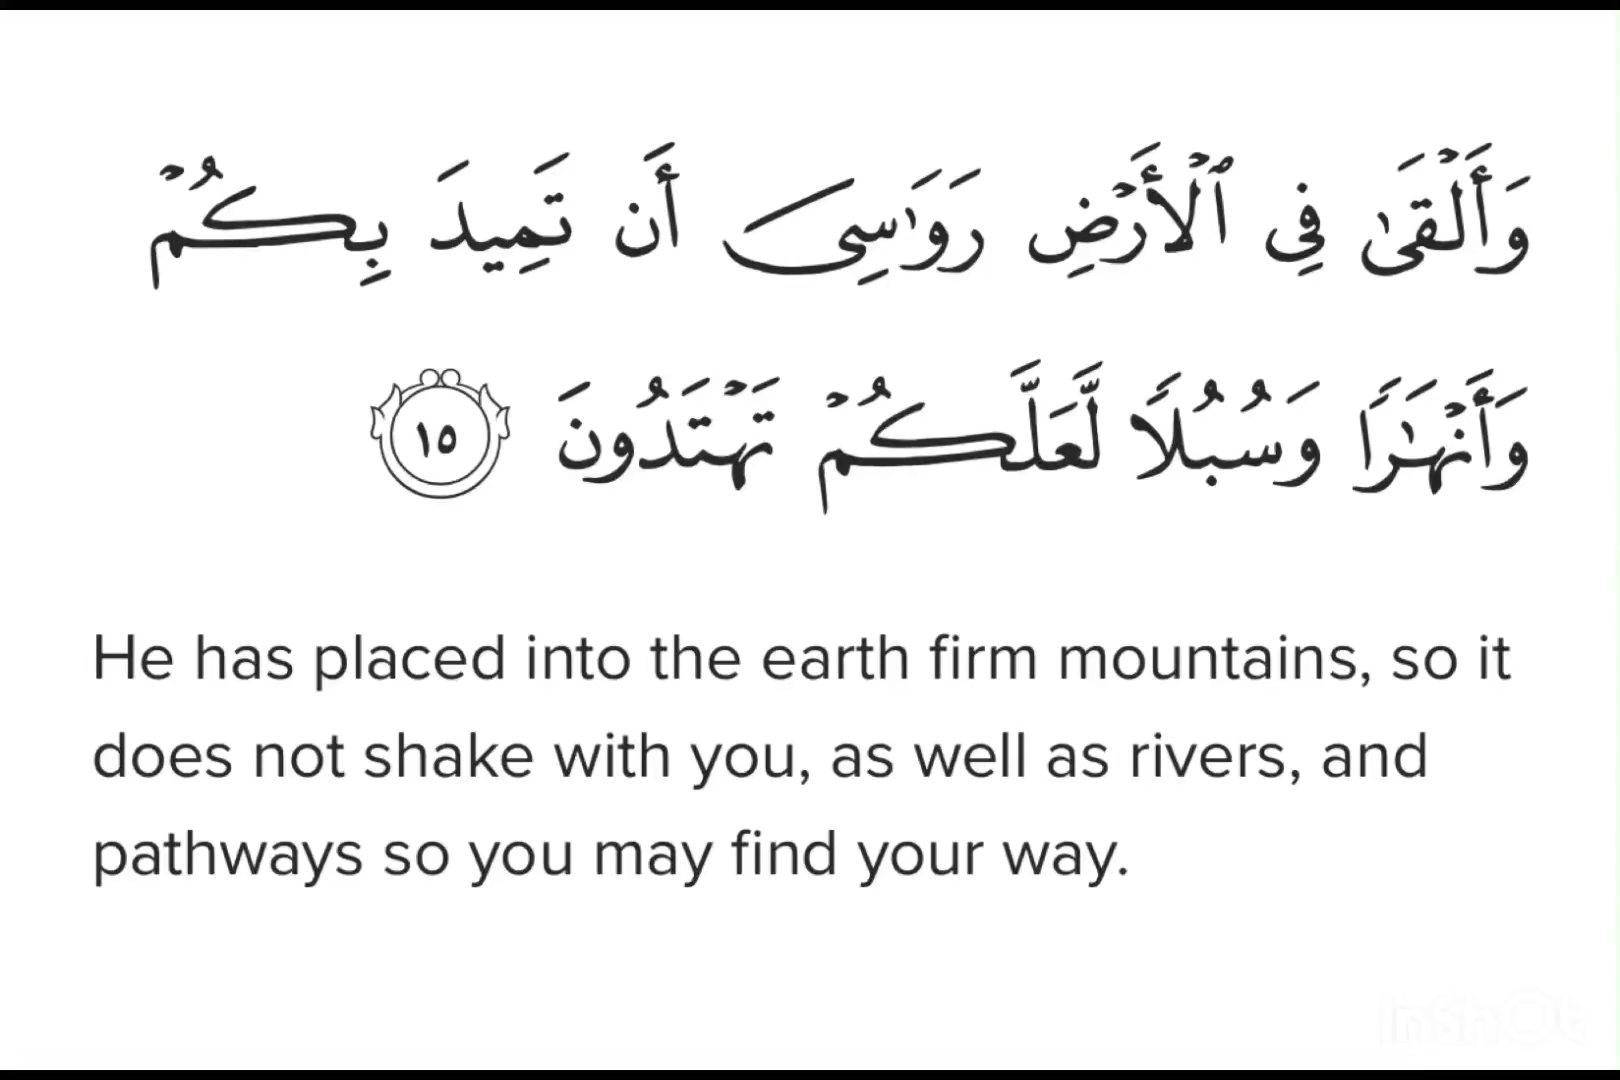 وَأَلْقَىٰ فِى ٱلْأَرْضِ رَوَٰسِىَ أَن تَمِيدَ بِكُمْ
وَأَنْهَـٰرًا وَسُبُلًا لَّعَلَّكُمْ تَهْتَدُونَ ١٥
He has placed into the earth firm mountains, so it
does not shake with you, as well as rivers, and
pathways so you may find your way.
InShOt